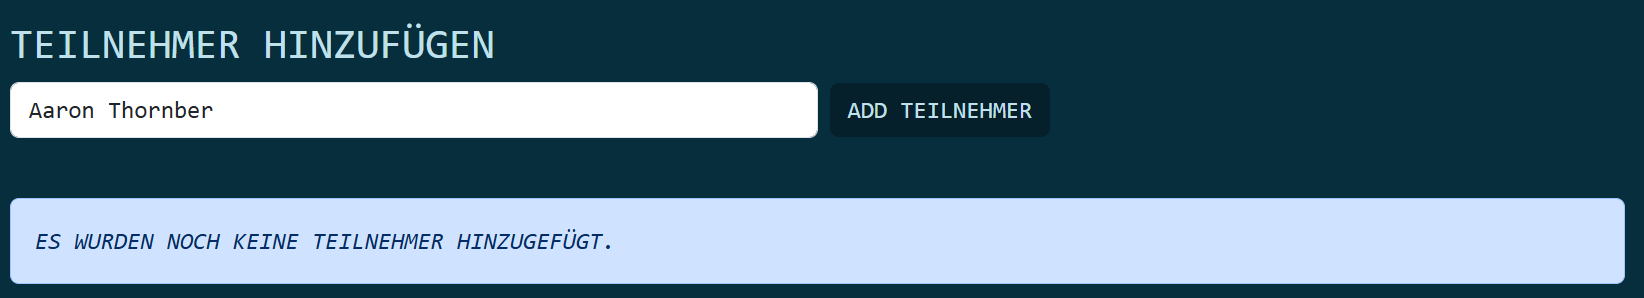 TEILNEHMER HINZUFÜGEN
Aaron Thornber
ADD TEILNEHMER
ES WURDEN NOCH KEINE TEILNEHMER HINZUGEFÜGT.